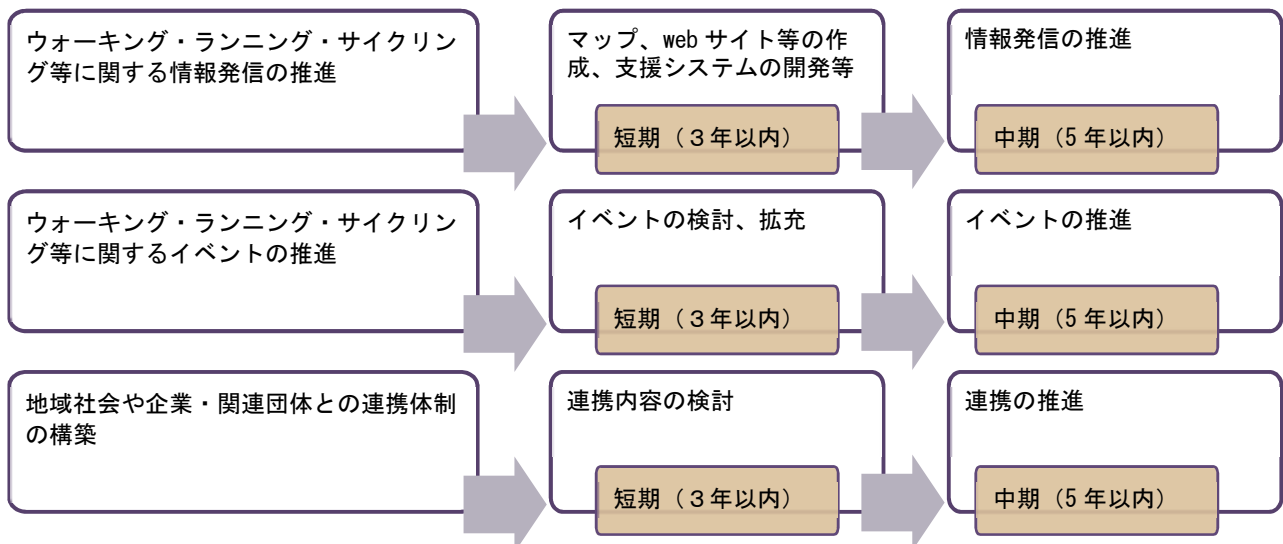 ウォーキング・ランニング・サイクリン
グ等に関する情報発信の推進
マップ、web サイト等の作
成、支援システムの開発等
短期（３年以内）
情報発信の推進
中期（5 年以内）
ウォーキング・ランニング・サイクリン
グ等に関するイベントの推進
イベントの検討、拡充
短期（３年以内）
イベントの推進
中期（5 年以内）
地域社会や企業・関連団体との連携体制
の構築
連携内容の検討
短期（３年以内）
連携の推進
中期（5 年以内）